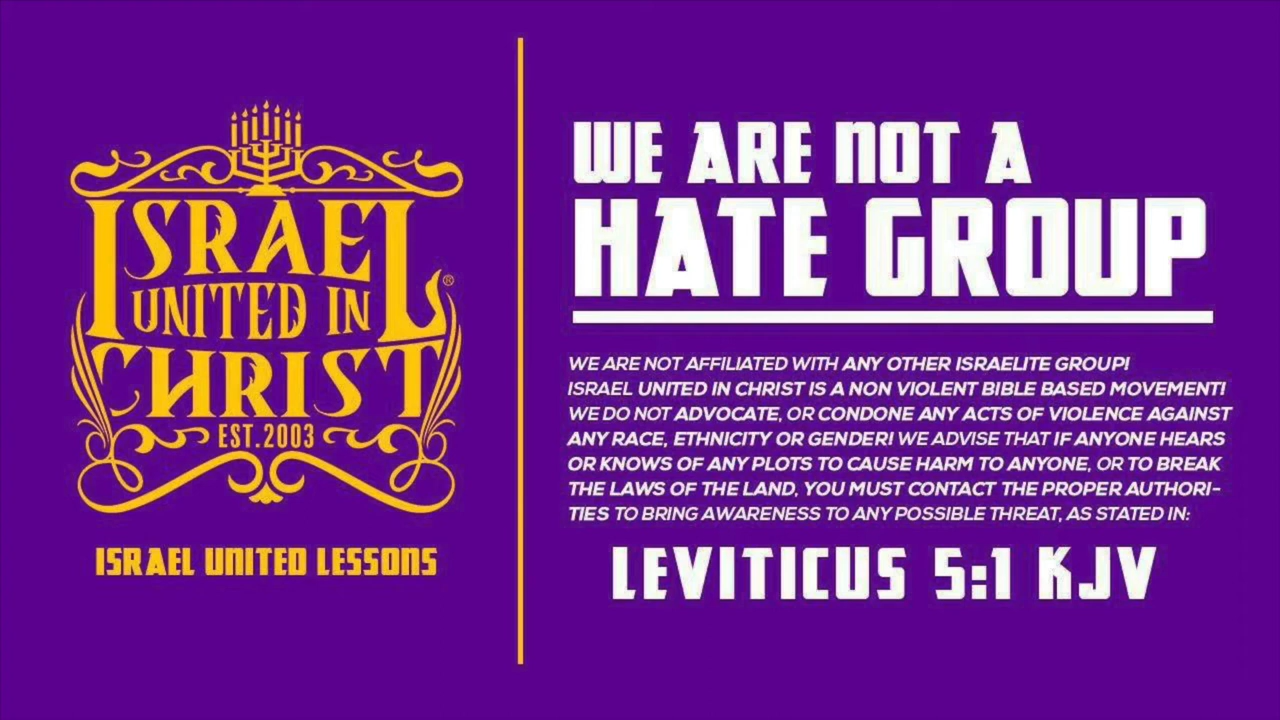 ISRAEL
UNITED IN
CHRIST
EST.2003
®
ISRAEL UNITED LESSONS
WE ARE NOT A
HATE GROUP
WE ARE NOT AFFILIATED WITH ANY OTHER ISRAELITE GROUP!
ISRAEL UNITED IN CHRIST IS A NON VIOLENT BIBLE BASED MOVEMENT!
WE DO NOT ADVOCATE, OR CONDONE ANY ACTS OF VIOLENCE AGAINST
ANY RACE, ETHNICITY OR GENDER! WE ADVISE THAT IF ANYONE HEARS
OR KNOWS OF ANY PLOTS TO CAUSE HARM TO ANYONE, OR TO BREAK
THE LAWS OF THE LAND, YOU MUST CONTACT THE PROPER AUTHORI-
TIES TO BRING AWARENESS TO ANY POSSIBLE THREAT, AS STATED IN:
LEVITICUS 5:1 KJV